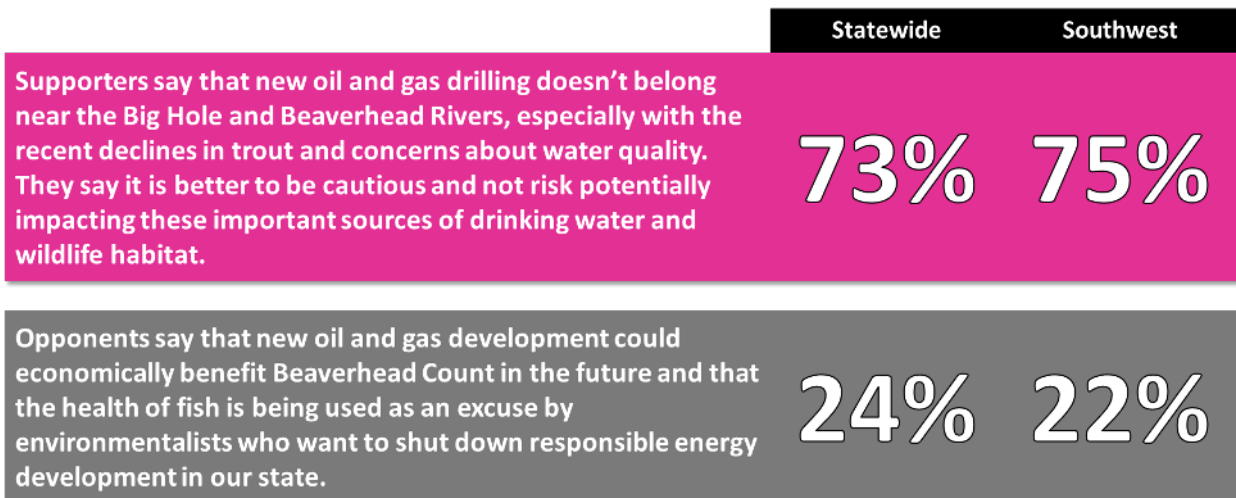 Statewide Southwest
Supporters say that new oil and gas drilling doesn’t belong
near the Big Hole and Beaverhead Rivers, especially with the
recent declines in trout and concerns about water quality.
They say it is better to be cautious and not risk potentially
impacting these important sources of drinking water and
wildlife habitat.
73% 75%
Opponents say that new oil and gas development could
economically benefit Beaverhead Count in the future and that
the health of fish is being used as an excuse by
environmentalists who want to shut down responsible energy
development in our state.
24% 22%